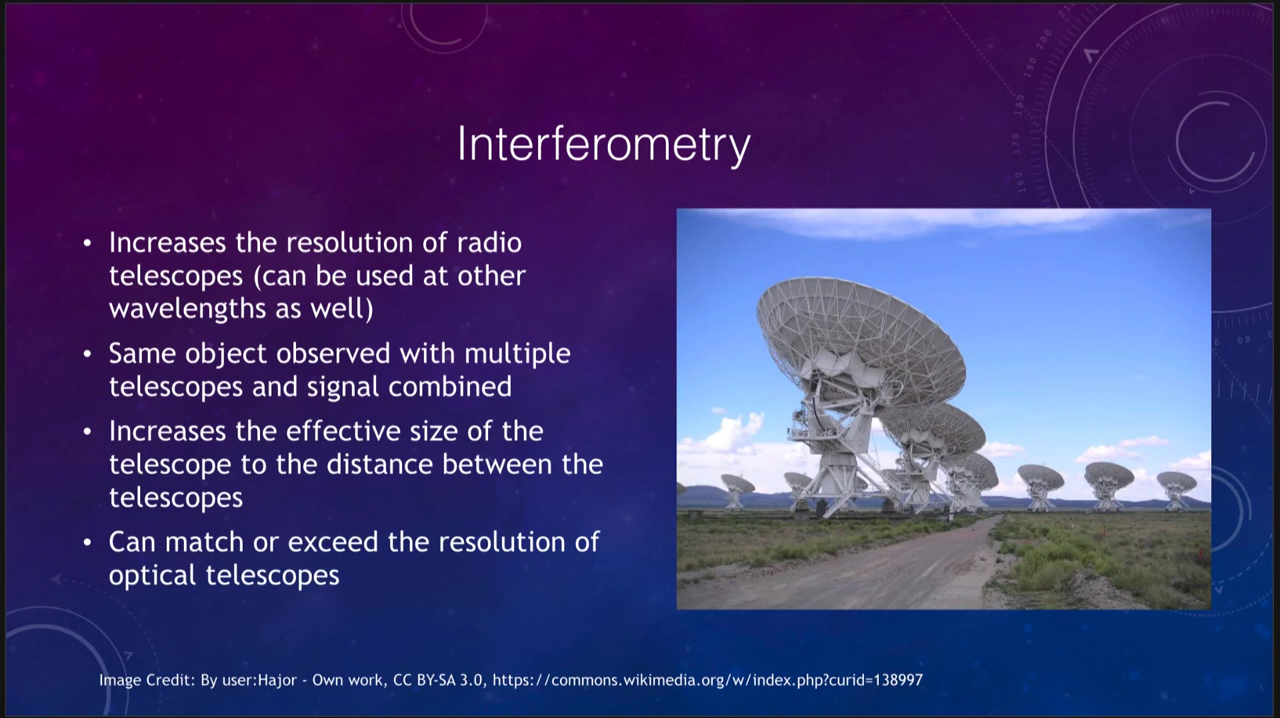 Interferometry
• Increases the resolution of radio
telescopes (can be used at other
wavelengths as well)
• Same object observed with multiple
telescopes and signal combined
• Increases the effective size of the
telescope to the distance between the
telescopes
• Can match or exceed the resolution of
optical telescopes
Image Credit: By user:Hajor - Own work, CC BY-SA 3.0, https://commons.wikimedia.org/w/index.php?curid=138997